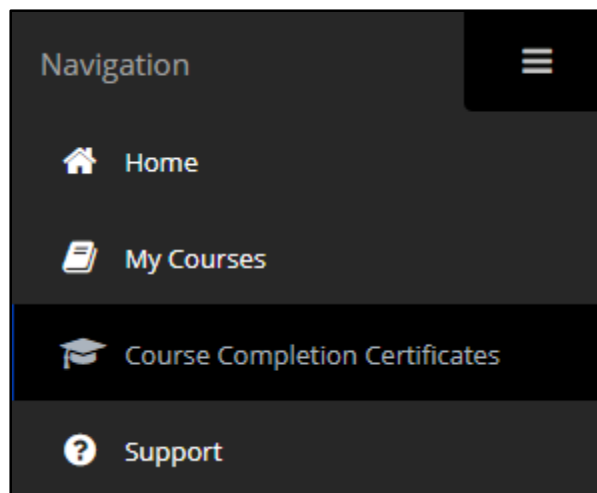 Navigation
Home
My Courses
Course Completion Certificates
Support